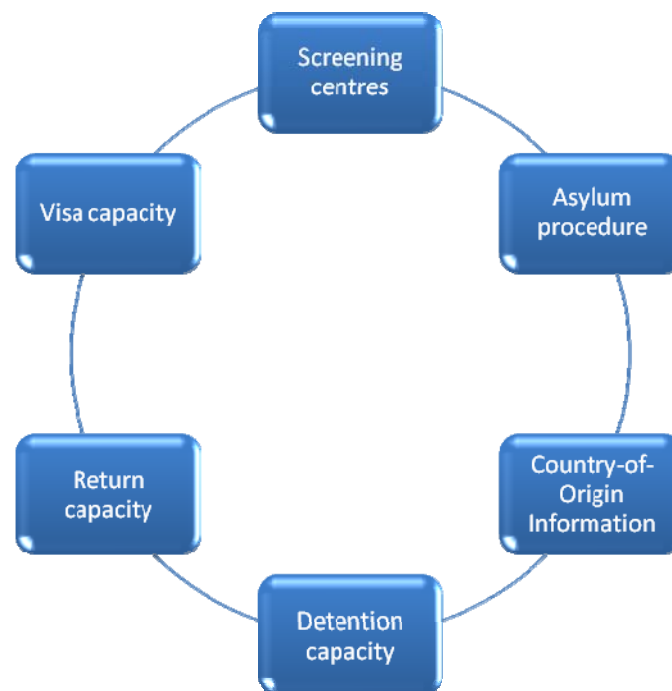 Screening
centres
Asylum
procedure
Country-of-
Origin
Information
Detention
capacity
Return
capacity
Visa capacity